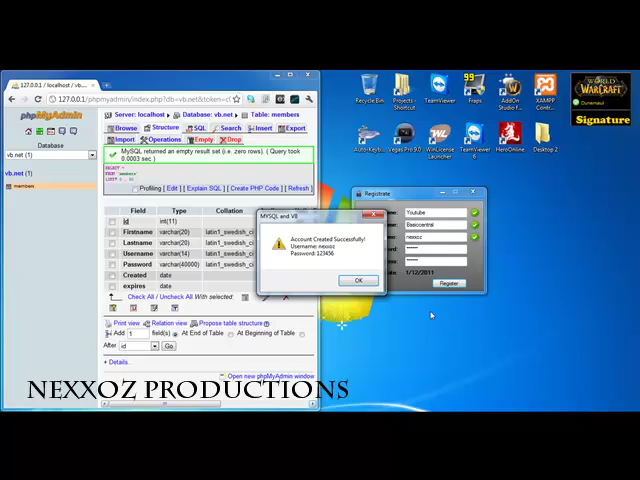 127.0.0.1 / localhost / vb...
127.0.0.1/phpmyadmin/index.php?db=vb.net&token=c
phpMyAdmin
Database
vb.net (1)
vb.net (1)
members
Server: localhost Database: vb.net Table: members
Browse Structure SQL Search Insert Export
Import Operations Empty Drop
MySQL returned an empty result set (i.e. zero rows). ( Query took
0.0003 sec )
SELECT *
FROM `members`
Profiling [ Edit ] [ Explain SQL ] [ Create PHP Code ] [ Refresh ]
Field Type Collation
id int(11)
Firstname varchar(20) latin1_swedish_ci
Lastname varchar(20) latin1_swedish_c
Username varchar(14) latin1_swedish_c
Password varchar(40000) latin1_swedish_c
Created date
expires date
Check All / Uncheck All With selected:
Print view Relation view Propose table structure
Add 1 field(s) At End of Table At Beginning of Table
After id Go
+ Details...
Open new phpMyAdmin window
NEXXOZ PRODUCTIONS
MYSQL and VB
Account Created Successfully!
Username: nexxoz
Password: 123456
OK
Registrate
Youtube
Basiccentral
nexxoz
******
******
1/12/2011
Register
Recycle Bin
Projects - Shortcut
TeamViewer
99
Fraps
AddOn Studio f...
XAMPP Control
Auto-Keyb...
Vegas Pro 9.0
WinLicense Launcher
TeamViewer 6
HeroOnline
Desktop 2
WORLD
WARCRAFT
Signature